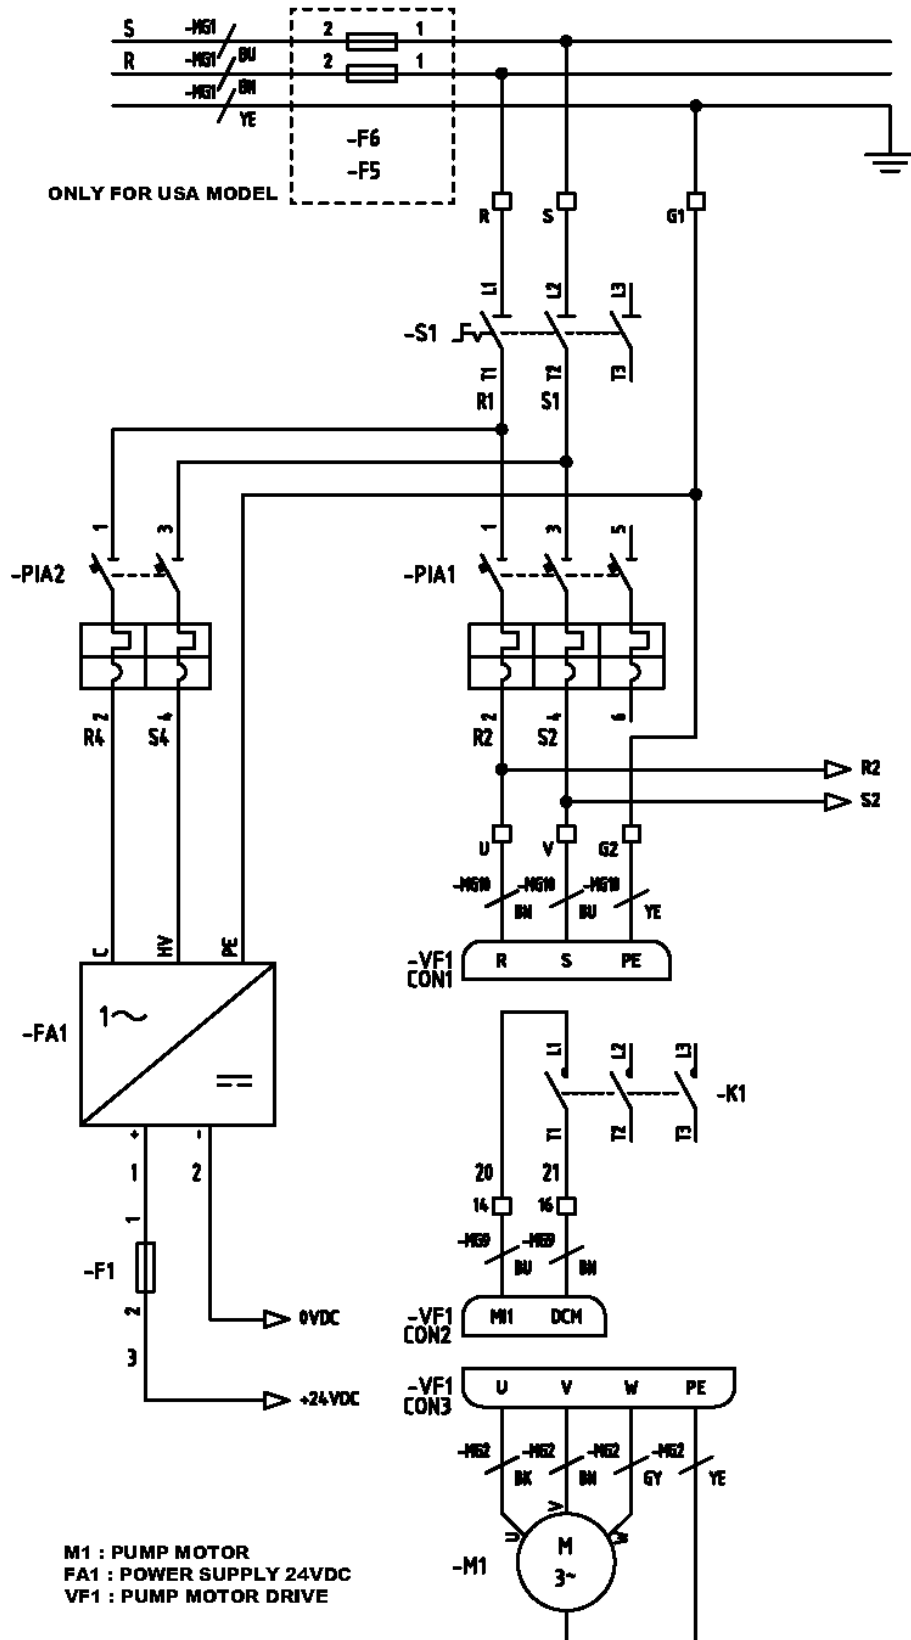 S -MG1 2 1
R -MG1 BU 2 1
-MG1 BN
YE
-F6
-F5
ONLY FOR USA MODEL
R S G1
L1 L2 L3
-S1
T1 T2 T3
R1 S1
1 3 1 3 5
-PIA2 -PIA1
2 4 2 4 6
R4 S4 R2 S2
R2
S2
U V G2
-MG10 -MG10 -MG10
BN BU YE
C HV PE
-VF1 R S PE
CON1
1~
-FA1
L1 L2 L3
-K1
T1 T2 T3
+ -
1 2
20 21
14 16
1
-MG9 -MG9
BU BN
-F1
2
0VDC
-VF1 MI1 DCM
CON2
3
+24VDC
-VF1 U V W PE
CON3
-MG2 -MG2 -MG2 -MG2
BK BN GY YE
U V W
-M1 M
3~
M1 : PUMP MOTOR
FA1 : POWER SUPPLY 24VDC
VF1 : PUMP MOTOR DRIVE